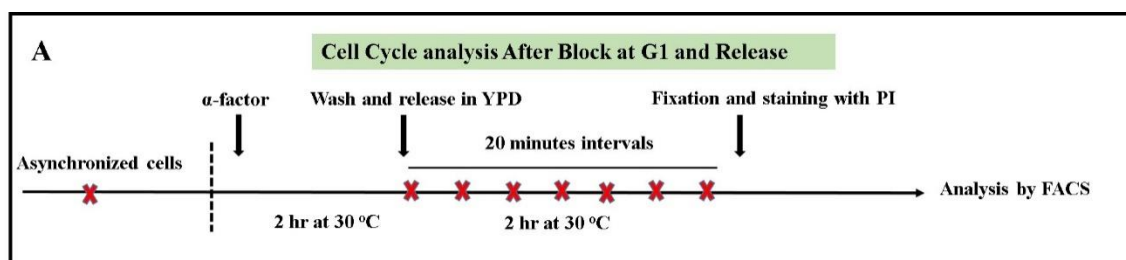 A
Cell Cycle analysis After Block at G1 and Release
α-factor
Wash and release in YPD
Fixation and staining with PI
20 minutes intervals
Asynchronized cells
Analysis by FACS
2 hr at 30 °C
2 hr at 30 °C